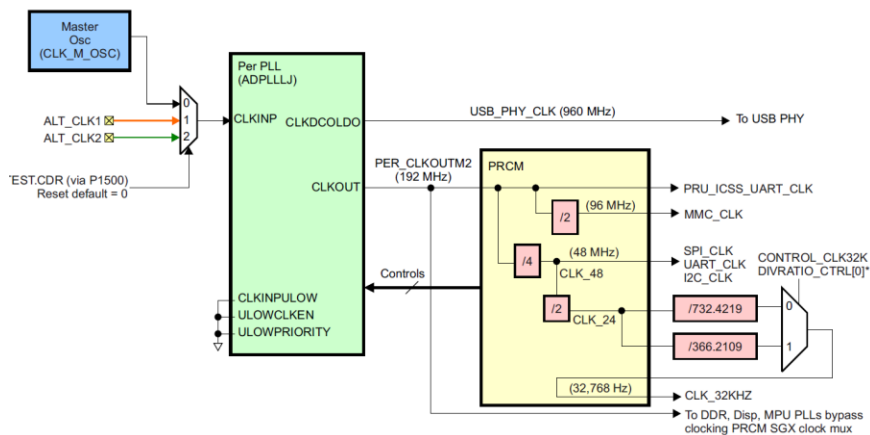 Master
Osc
(CLK_M_OSC)
Per PLL
(ADPLLLJ)
0
1
2
ALT_CLK1
ALT_CLK2
CLKINP
CLKDCOLDO
USB_PHY_CLK (960 MHz)
To USB PHY
TEST.CDR (via P1500)
Reset default = 0
CLKOUT
PER_CLKOUTM2
(192 MHz)
PRCM
PRU_ICSS_UART_CLK
/2
(96 MHz)
MMC_CLK
/4
(48 MHz)
CLK_48
SPI_CLK
UART_CLK
I2C_CLK
CONTROL_CLK32K
DIVRATIO_CTRL[0]*
Controls
CLKINPULOW
ULOWCLKEN
ULOWPRIORITY
/2
CLK_24
/732.4219
0
/366.2109
1
(32,768 Hz)
CLK_32KHZ
To DDR, Disp, MPU PLLs bypass
clocking PRCM SGX clock mux